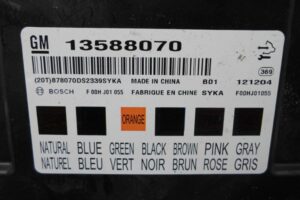 GM 13588070
(20T)878070DS2339SYKA MADE IN CHINA 601 121204
369
BOSCH F 00H J01 055 FABRIQUE EN CHINE SYKA F00HJ01055
ORANGE
NATURAL BLUE GREEN BLACK BROWN PINK GRAY
NATUREL BLEU VERT NOIR BRUN ROSE GRIS